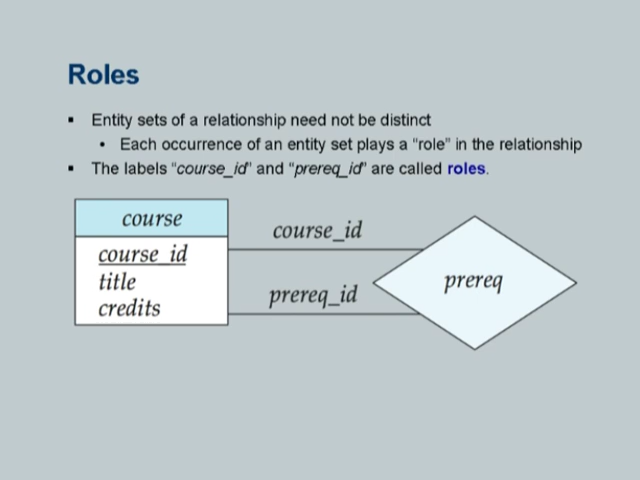 Roles
▪ Entity sets of a relationship need not be distinct
• Each occurrence of an entity set plays a "role" in the relationship
▪ The labels "course_id" and "prereq_id" are called roles.
course
course_id
title
credits
course_id
prereq_id
prereq